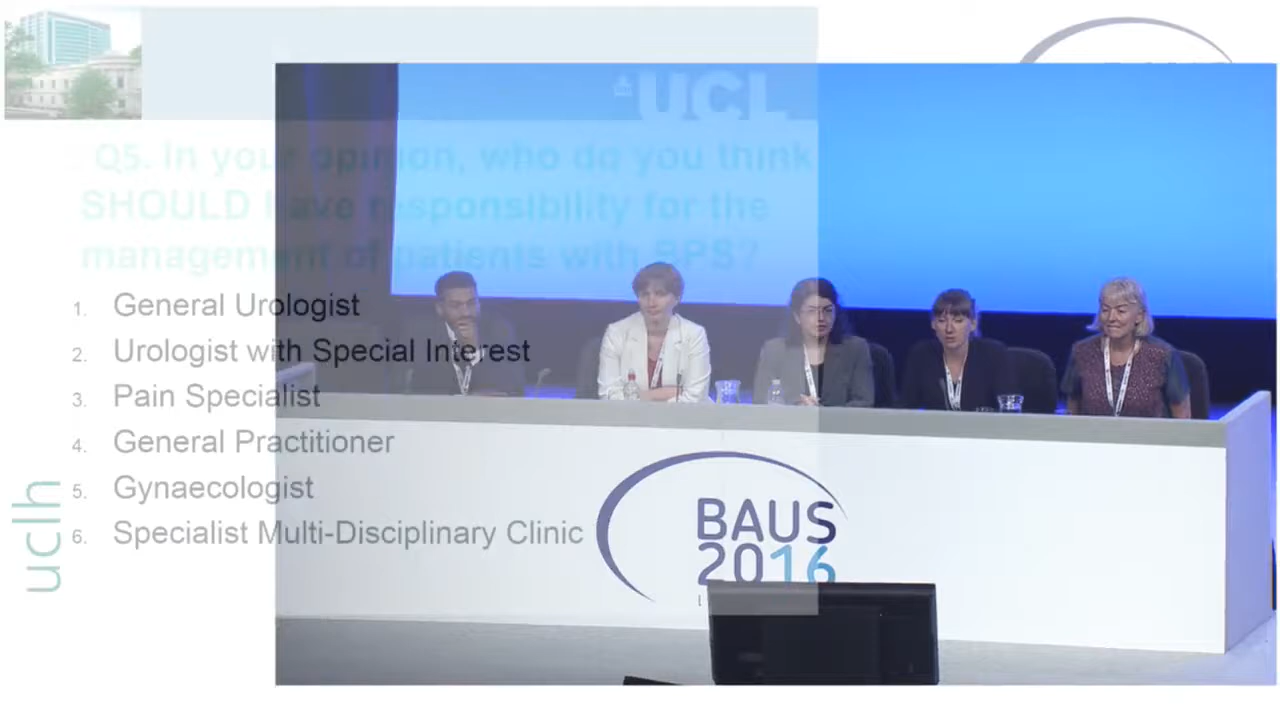 UCL
Q5. In your opinion, who do you think
SHOULD have responsibility for the
management of patients with BPS?
1. General Urologist
2. Urologist with Special Interest
3. Pain Specialist
4. General Practitioner
5. Gynaecologist
6. Specialist Multi-Disciplinary Clinic
uclh
BAUS
2016